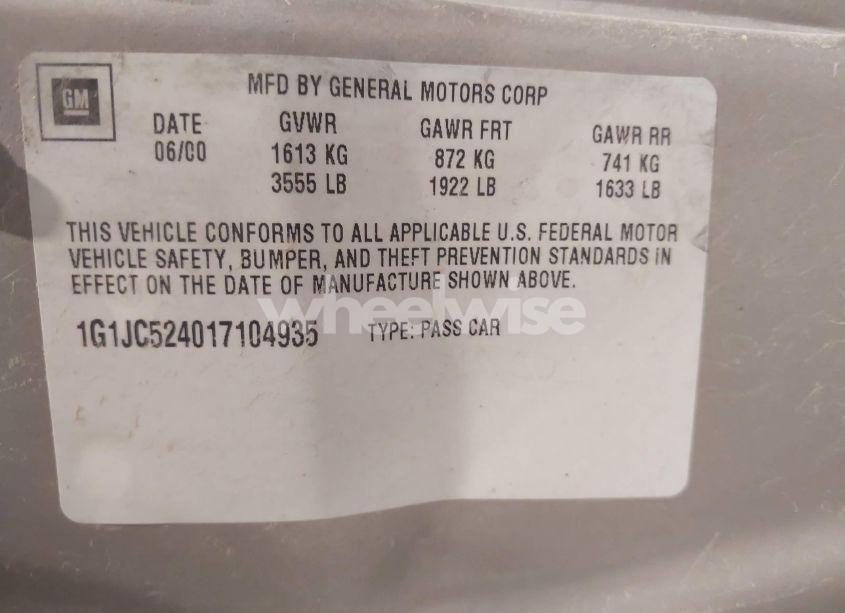 GM
MFD BY GENERAL MOTORS CORP
DATE GVWR GAWR FRT GAWR RR
06/00 1613 KG 872 KG 741 KG
3555 LB 1922 LB 1633 LB
THIS VEHICLE CONFORMS TO ALL APPLICABLE U.S. FEDERAL MOTOR
VEHICLE SAFETY, BUMPER, AND THEFT PREVENTION STANDARDS IN
EFFECT ON THE DATE OF MANUFACTURE SHOWN ABOVE.
wheelwise
1G1JC524017104935 TYPE: PASS CAR